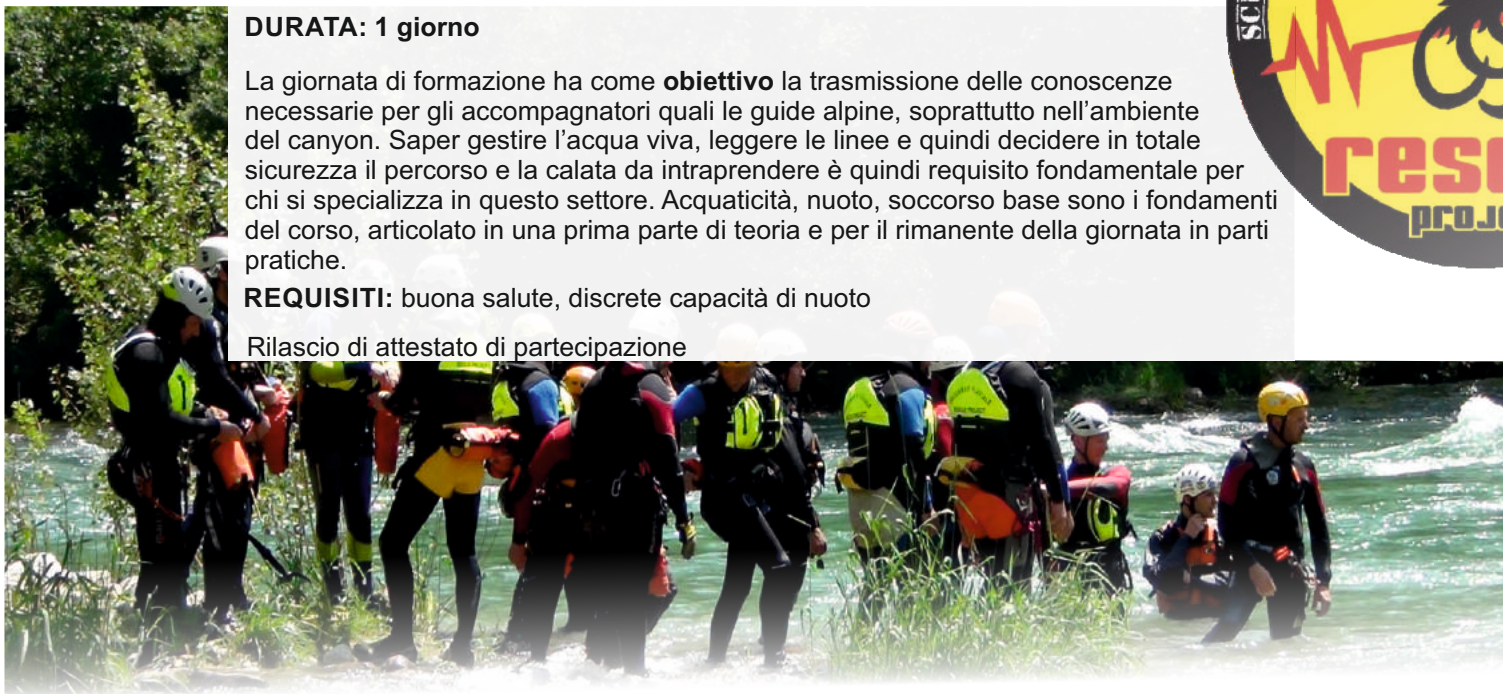 DURATA: 1 giorno
La giornata di formazione ha come obiettivo la trasmissione delle conoscenze
necessarie per gli accompagnatori quali le guide alpine, soprattutto nell’ambiente
del canyon. Saper gestire l’acqua viva, leggere le linee e quindi decidere in totale
sicurezza il percorso e la calata da intraprendere è quindi requisito fondamentale per
chi si specializza in questo settore. Acquaticità, nuoto, soccorso base sono i fondamenti
del corso, articolato in una prima parte di teoria e per il rimanente della giornata in parti
pratiche.
REQUISITI: buona salute, discrete capacità di nuoto
Rilascio di attestato di partecipazione